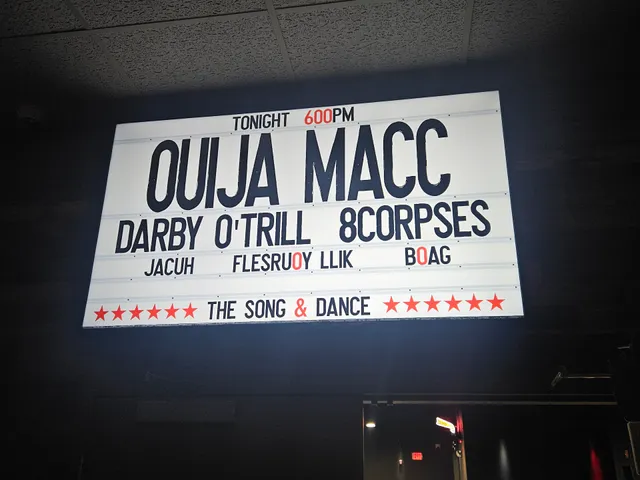 TONIGHT 600PM
OUIJA MACC
DARBY O'TRILL 8CORPSES
JACUH FLESRUOY LLIK BOAG
THE SONG & DANCE